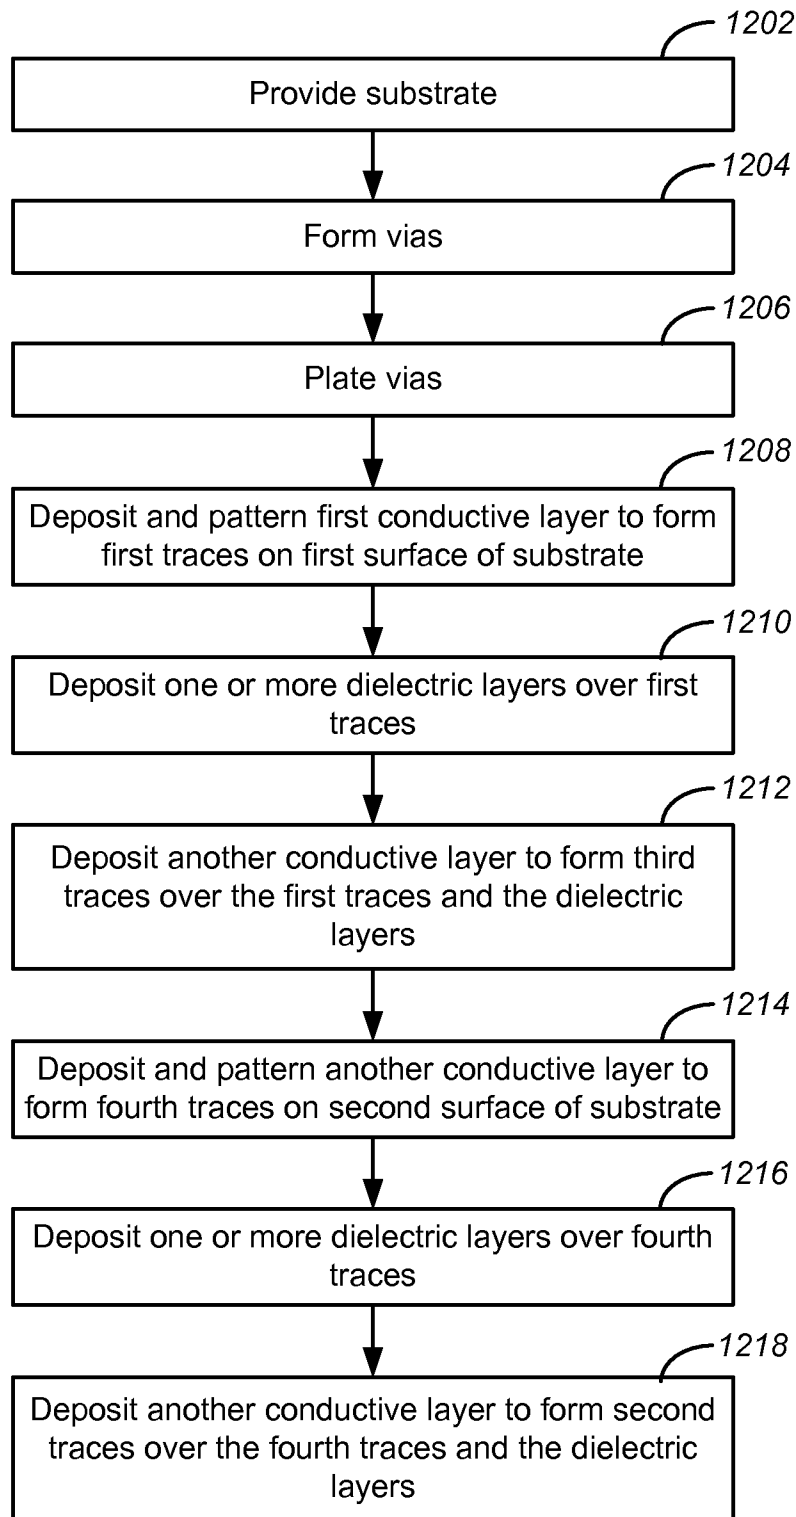 1202
Provide substrate
1204
Form vias
1206
Plate vias
1208
Deposit and pattern first conductive layer to form
first traces on first surface of substrate
1210
Deposit one or more dielectric layers over first
traces
1212
Deposit another conductive layer to form third
traces over the first traces and the dielectric
layers
1214
Deposit and pattern another conductive layer to
form fourth traces on second surface of substrate
1216
Deposit one or more dielectric layers over fourth
traces
1218
Deposit another conductive layer to form second
traces over the fourth traces and the dielectric
layers